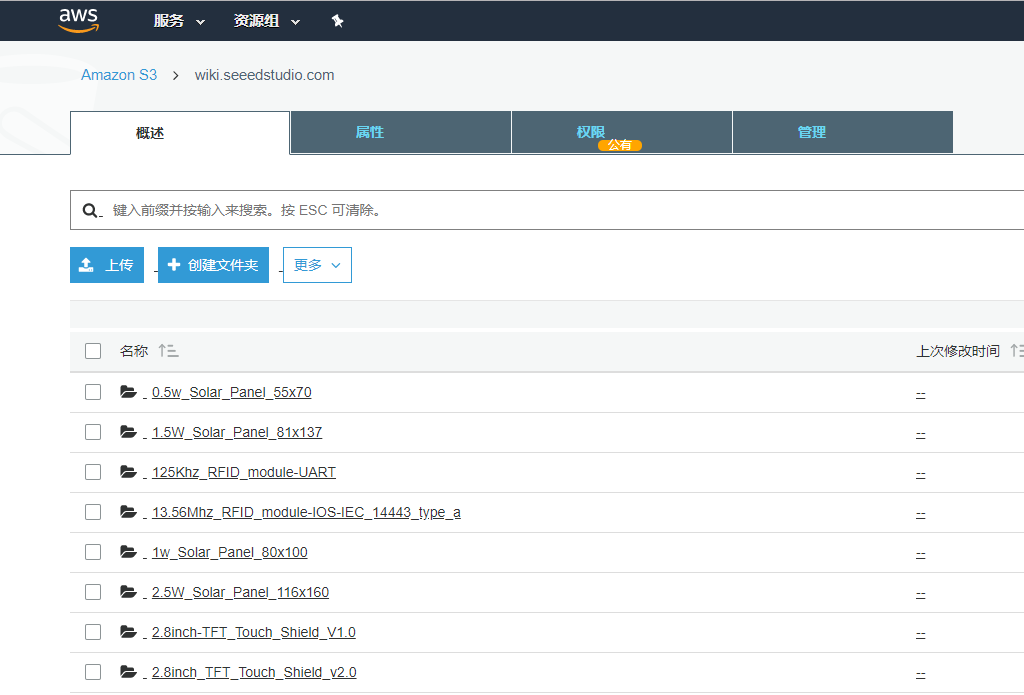 aws 服务 资源组
Amazon S3 > wiki.seeedstudio.com
概述 属性 权限 管理
公有
键入前缀并按输入来搜索。按 ESC 可清除。
上传 创建文件夹 更多
名称 上次修改时间
0.5w_Solar_Panel_55x70 --
1.5W_Solar_Panel_81x137 --
125Khz_RFID_module-UART --
13.56Mhz_RFID_module-IOS-IEC_14443_type_a --
1w_Solar_Panel_80x100 --
2.5W_Solar_Panel_116x160 --
2.8inch-TFT_Touch_Shield_V1.0 --
2.8inch_TFT_Touch_Shield_v2.0 --